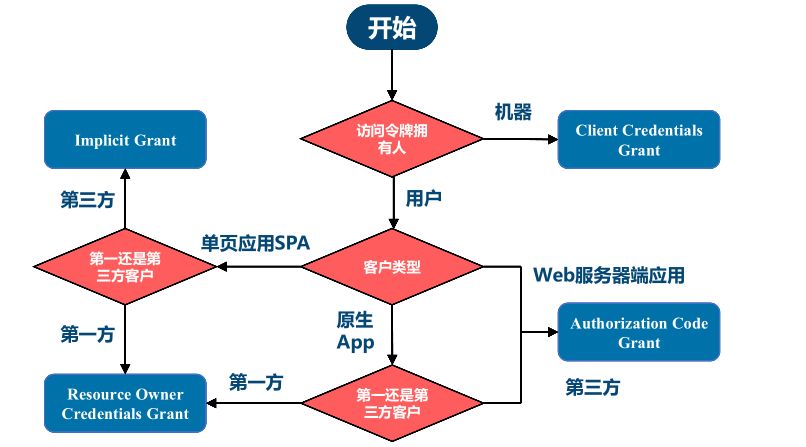 开始
访问令牌拥
有人
机器
Client Credentials
Grant
Implicit Grant
第三方
用户
第一还是第
三方客户
单页应用SPA
客户类型
Web服务器端应用
第一方
原生
App
Authorization Code
Grant
Resource Owner
Credentials Grant
第一方
第一还是第
三方客户
第三方